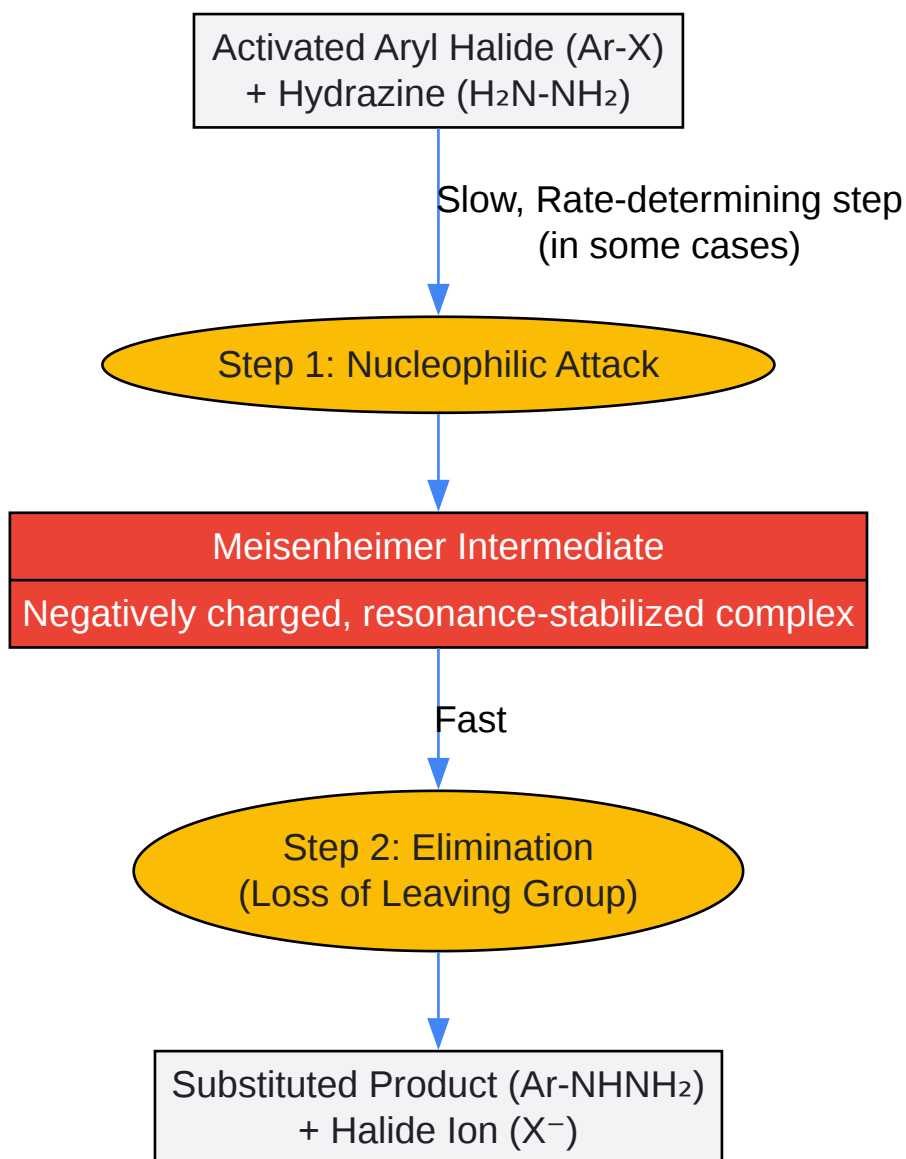 Activated Aryl Halide (Ar-X)
+ Hydrazine (H₂N-NH₂)
Slow, Rate-determining step
(in some cases)
Step 1: Nucleophilic Attack
Meisenheimer Intermediate
Negatively charged, resonance-stabilized complex
Fast
Step 2: Elimination
(Loss of Leaving Group)
Substituted Product (Ar-NHNH₂)
+ Halide Ion (X⁻)